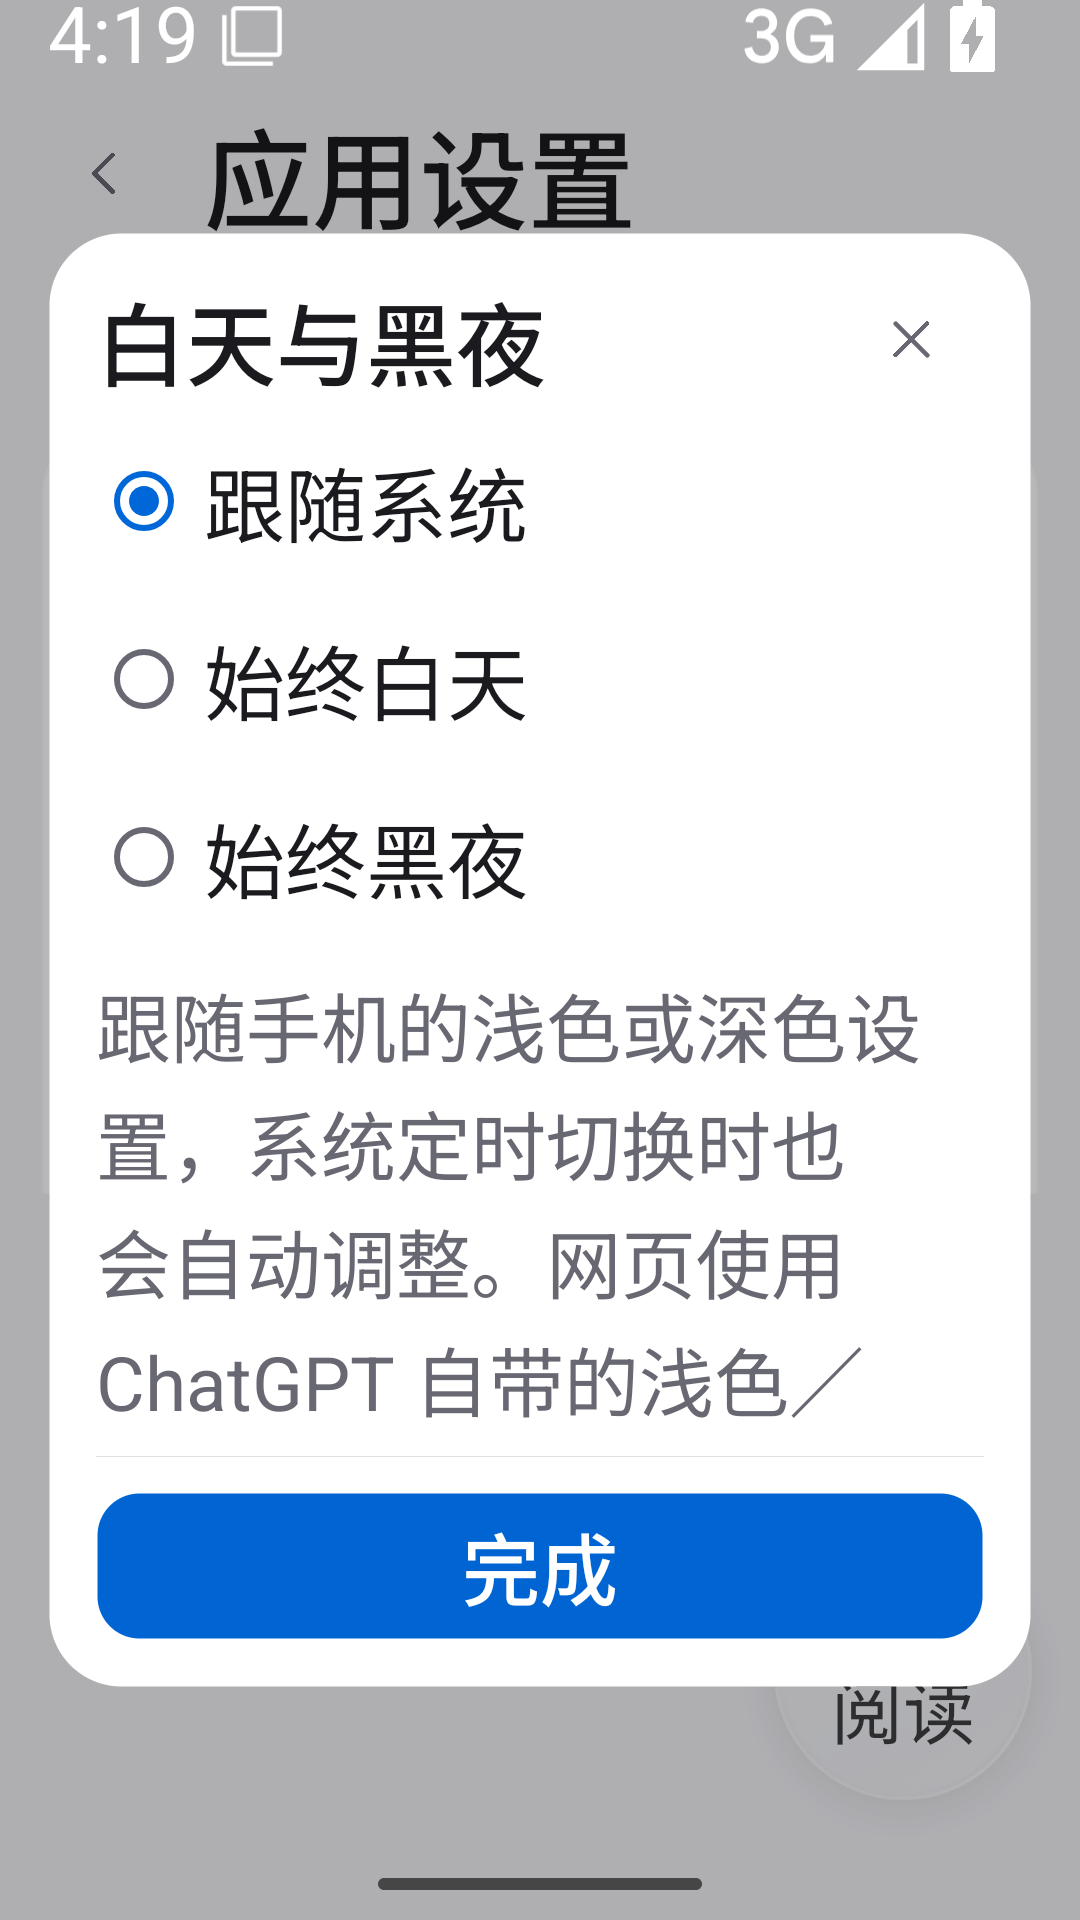 4:19 3G
应用设置
白天与黑夜
跟随系统
始终白天
始终黑夜
跟随手机的浅色或深色设
置，系统定时切换时也
会自动调整。网页使用
ChatGPT 自带的浅色／
完成
阅读